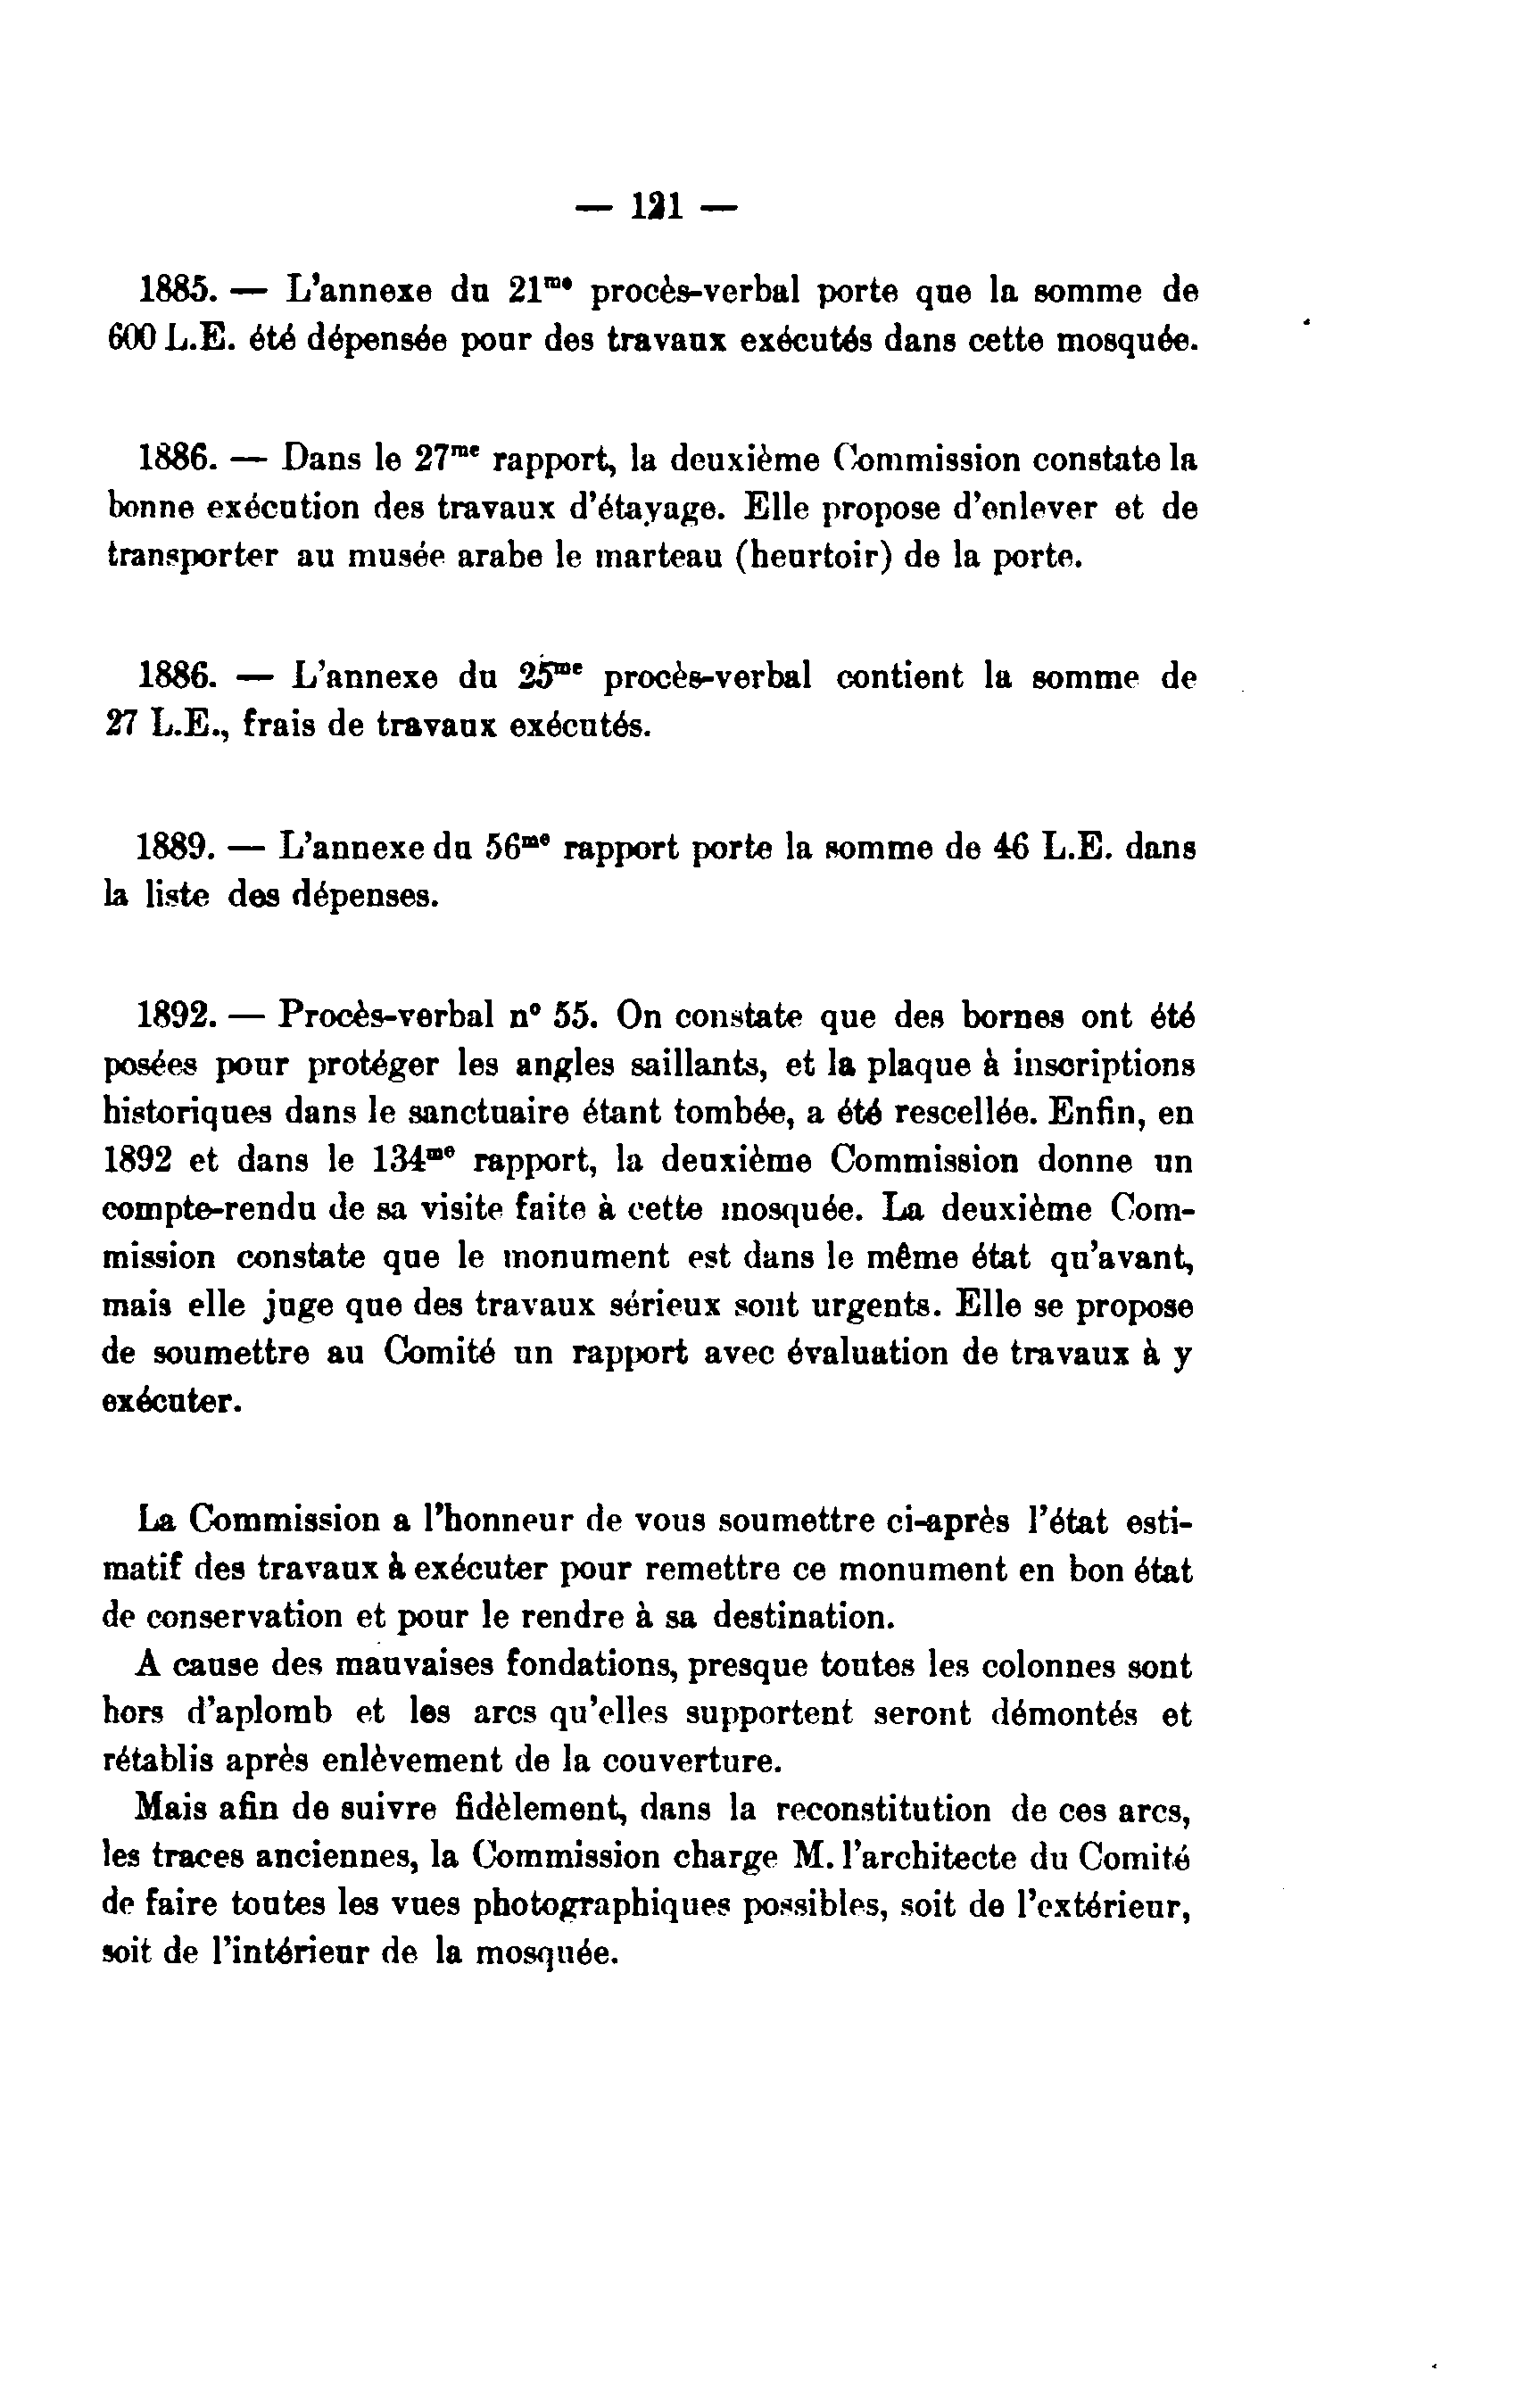 — 121 —
1885. — L'annexe du 21me procès-verbal porte que la somme de
600 L.E. été dépensée pour des travaux exécutés dans cette mosquée.
1886. — Dans le 27me rapport, la deuxième Commission constate la
bonne exécution des travaux d'étayage. Elle propose d'enlever et de
transporter au musée arabe le marteau (heurtoir) de la porte.
1886. — L'annexe du 25me procès-verbal contient la somme de
27 L.E., frais de travaux exécutés.
1889. — L'annexe du 56me rapport porte la somme de 46 L.E. dans
la liste des dépenses.
1892. — Procès-verbal n° 55. On constate que des bornes ont été
posées pour protéger les angles saillants, et la plaque à inscriptions
historiques dans le sanctuaire étant tombée, a été rescellée. Enfin, en
1892 et dans le 134me rapport, la deuxième Commission donne un
compte-rendu de sa visite faite à cette mosquée. La deuxième Com-
mission constate que le monument est dans le même état qu'avant,
mais elle juge que des travaux sérieux sont urgents. Elle se propose
de soumettre au Comité un rapport avec évaluation de travaux à y
exécuter.
La Commission a l'honneur de vous soumettre ci-après l'état esti-
matif des travaux à exécuter pour remettre ce monument en bon état
de conservation et pour le rendre à sa destination.
A cause des mauvaises fondations, presque toutes les colonnes sont
hors d'aplomb et les arcs qu'elles supportent seront démontés et
rétablis après enlèvement de la couverture.
Mais afin de suivre fidèlement, dans la reconstitution de ces arcs,
les traces anciennes, la Commission charge M. l'architecte du Comité
de faire toutes les vues photographiques possibles, soit de l'extérieur,
soit de l'intérieur de la mosquée.